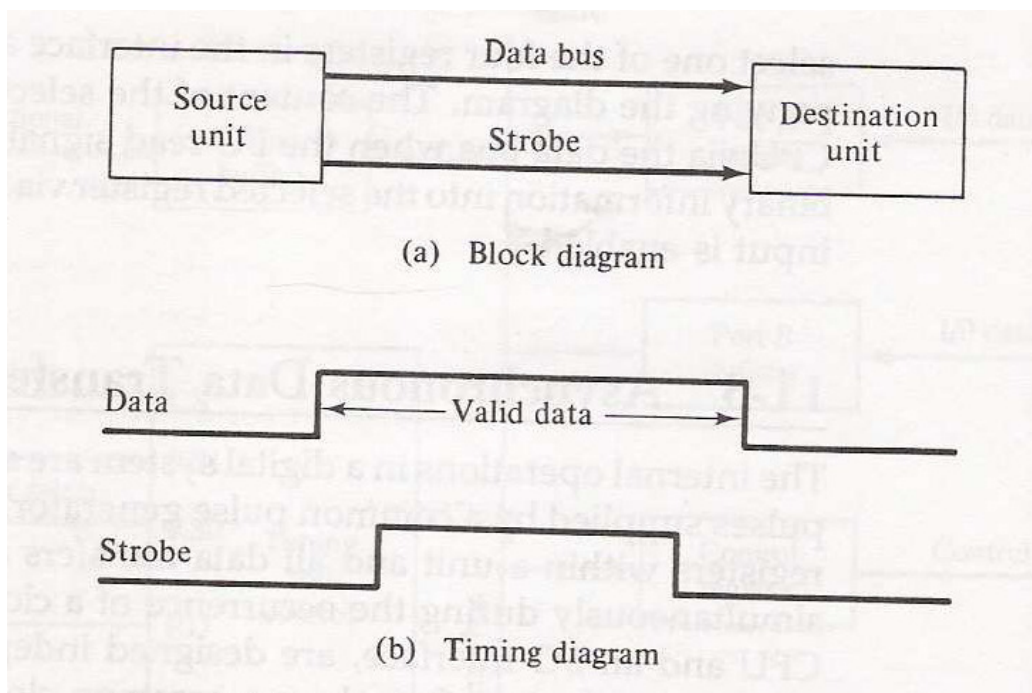 Data bus
Source
unit
Destination
unit
Strobe
(a) Block diagram
Data
Valid data
Strobe
(b) Timing diagram